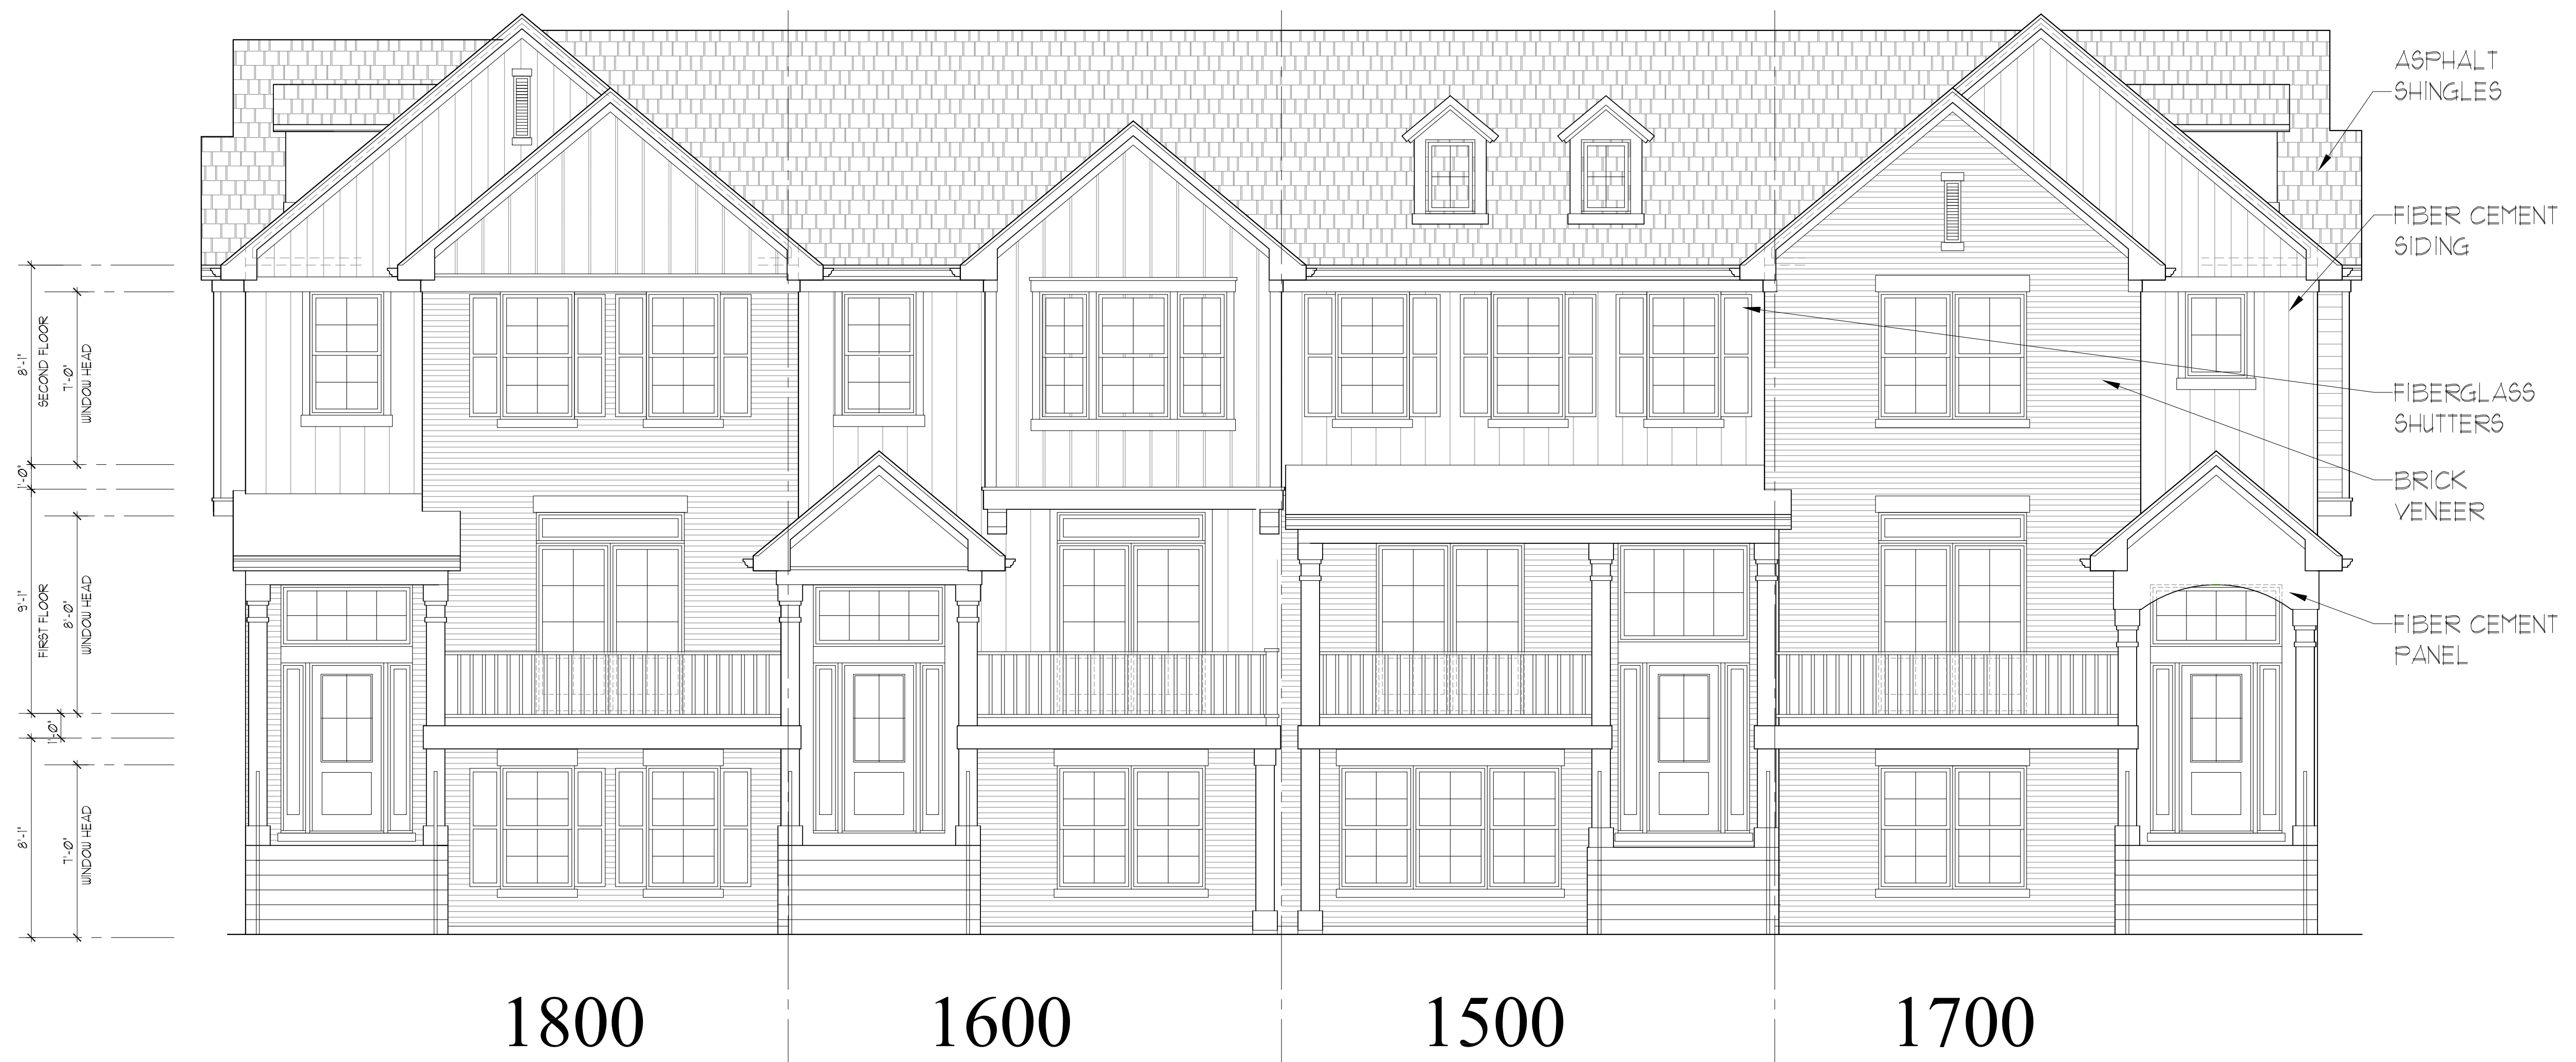 ASPHALT
SHINGLES
FIBER CEMENT
SIDING
FIBERGLASS
SHUTTERS
BRICK
VENEER
FIBER CEMENT
PANEL
8'-1"
SECOND FLOOR
7'-0"
WINDOW HEAD
1'-0"
9'-1"
FIRST FLOOR
8'-0"
WINDOW HEAD
1'-0"
8'-1"
7'-0"
WINDOW HEAD
1800
1600
1500
1700